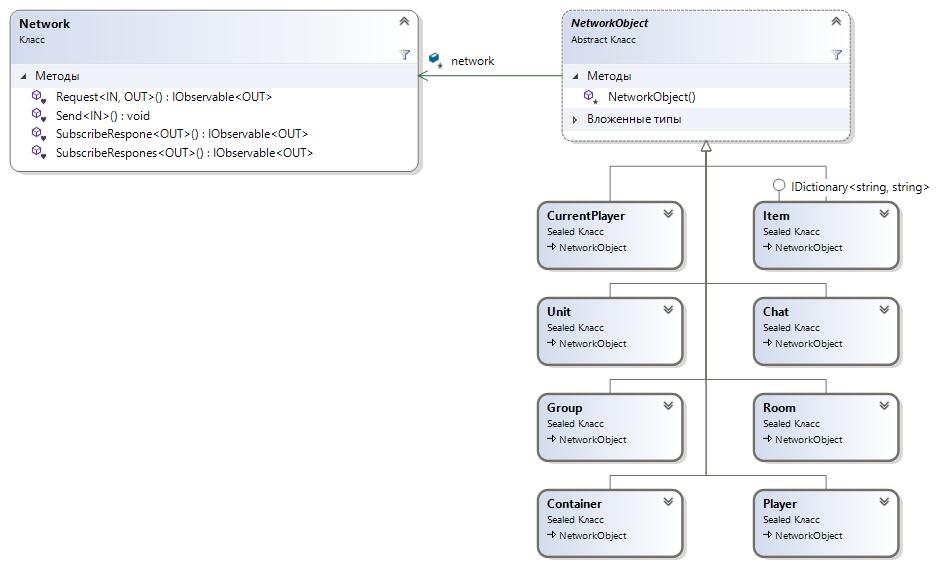 Network
Класс
Методы
Request<IN, OUT>() : IObservable<OUT>
Send<IN>() : void
SubscribeRespone<OUT>() : IObservable<OUT>
SubscribeRespones<OUT>() : IObservable<OUT>
network
NetworkObject
Abstract Класс
Методы
NetworkObject()
Вложенные типы
IDictionary<string, string>
CurrentPlayer
Sealed Класс
NetworkObject
Item
Sealed Класс
NetworkObject
Unit
Sealed Класс
NetworkObject
Chat
Sealed Класс
NetworkObject
Group
Sealed Класс
NetworkObject
Room
Sealed Класс
NetworkObject
Container
Sealed Класс
NetworkObject
Player
Sealed Класс
NetworkObject